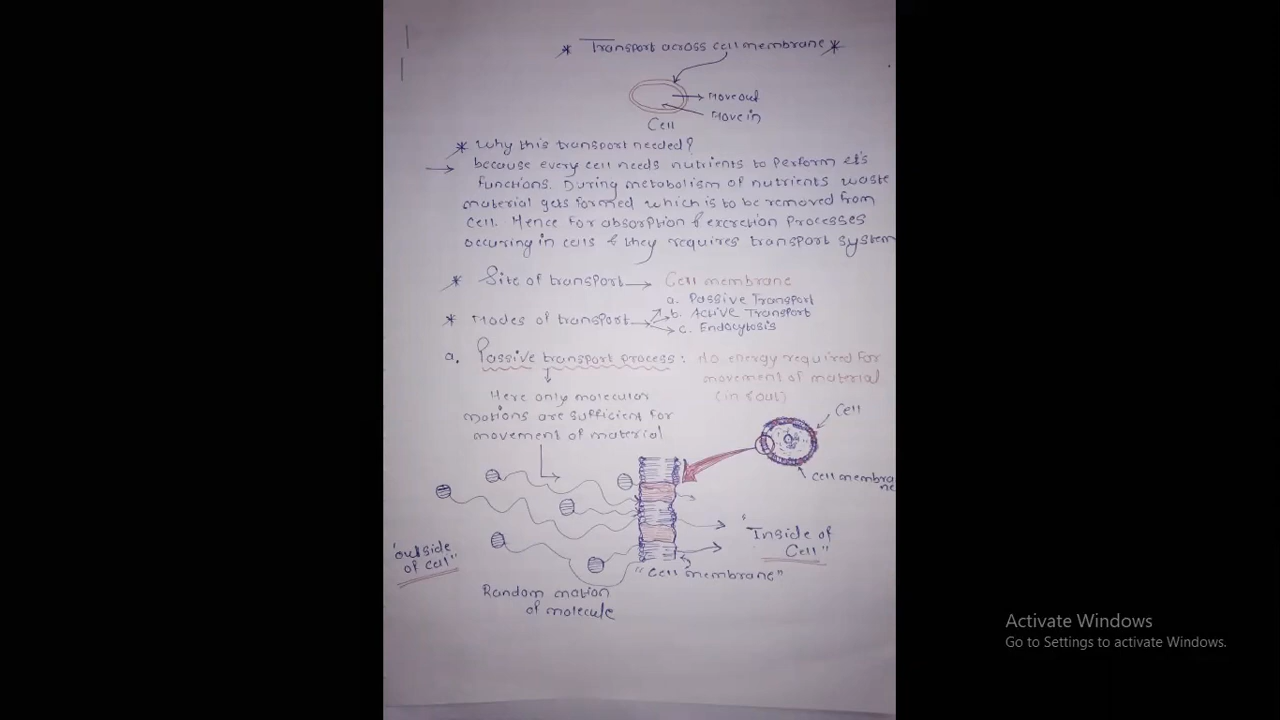 * Transport across cell membrane *
Move out
Move in
Cell
* Why this transport needed?
because every cell needs nutrients to perform it's
functions. During metabolism of nutrients waste
material gets formed which is to be removed from
cell. Hence for absorption & excretion processes
occuring in cells & they requires transport system
* Site of transport → Cell membrane
a. Passive Transport
* Modes of transport b. Active Transport
c. Endocytosis
a. Passive transport process: No energy required for
movement of material
(in & out)
Here only molecular
motions are sufficient for
movement of material
Cell
Cell membrane
"Inside of
Cell"
"outside
of cell"
"Cell membrane"
Random motion
of molecule
Activate Windows
Go to Settings to activate Windows.